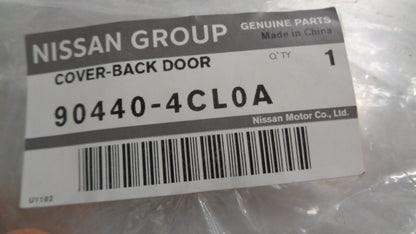 NISSAN GROUP
GENUINE PARTS
Made in China
COVER-BACK DOOR
Q'TY 1
90440-4CL0A
Nissan Motor Co., Ltd.
U1182